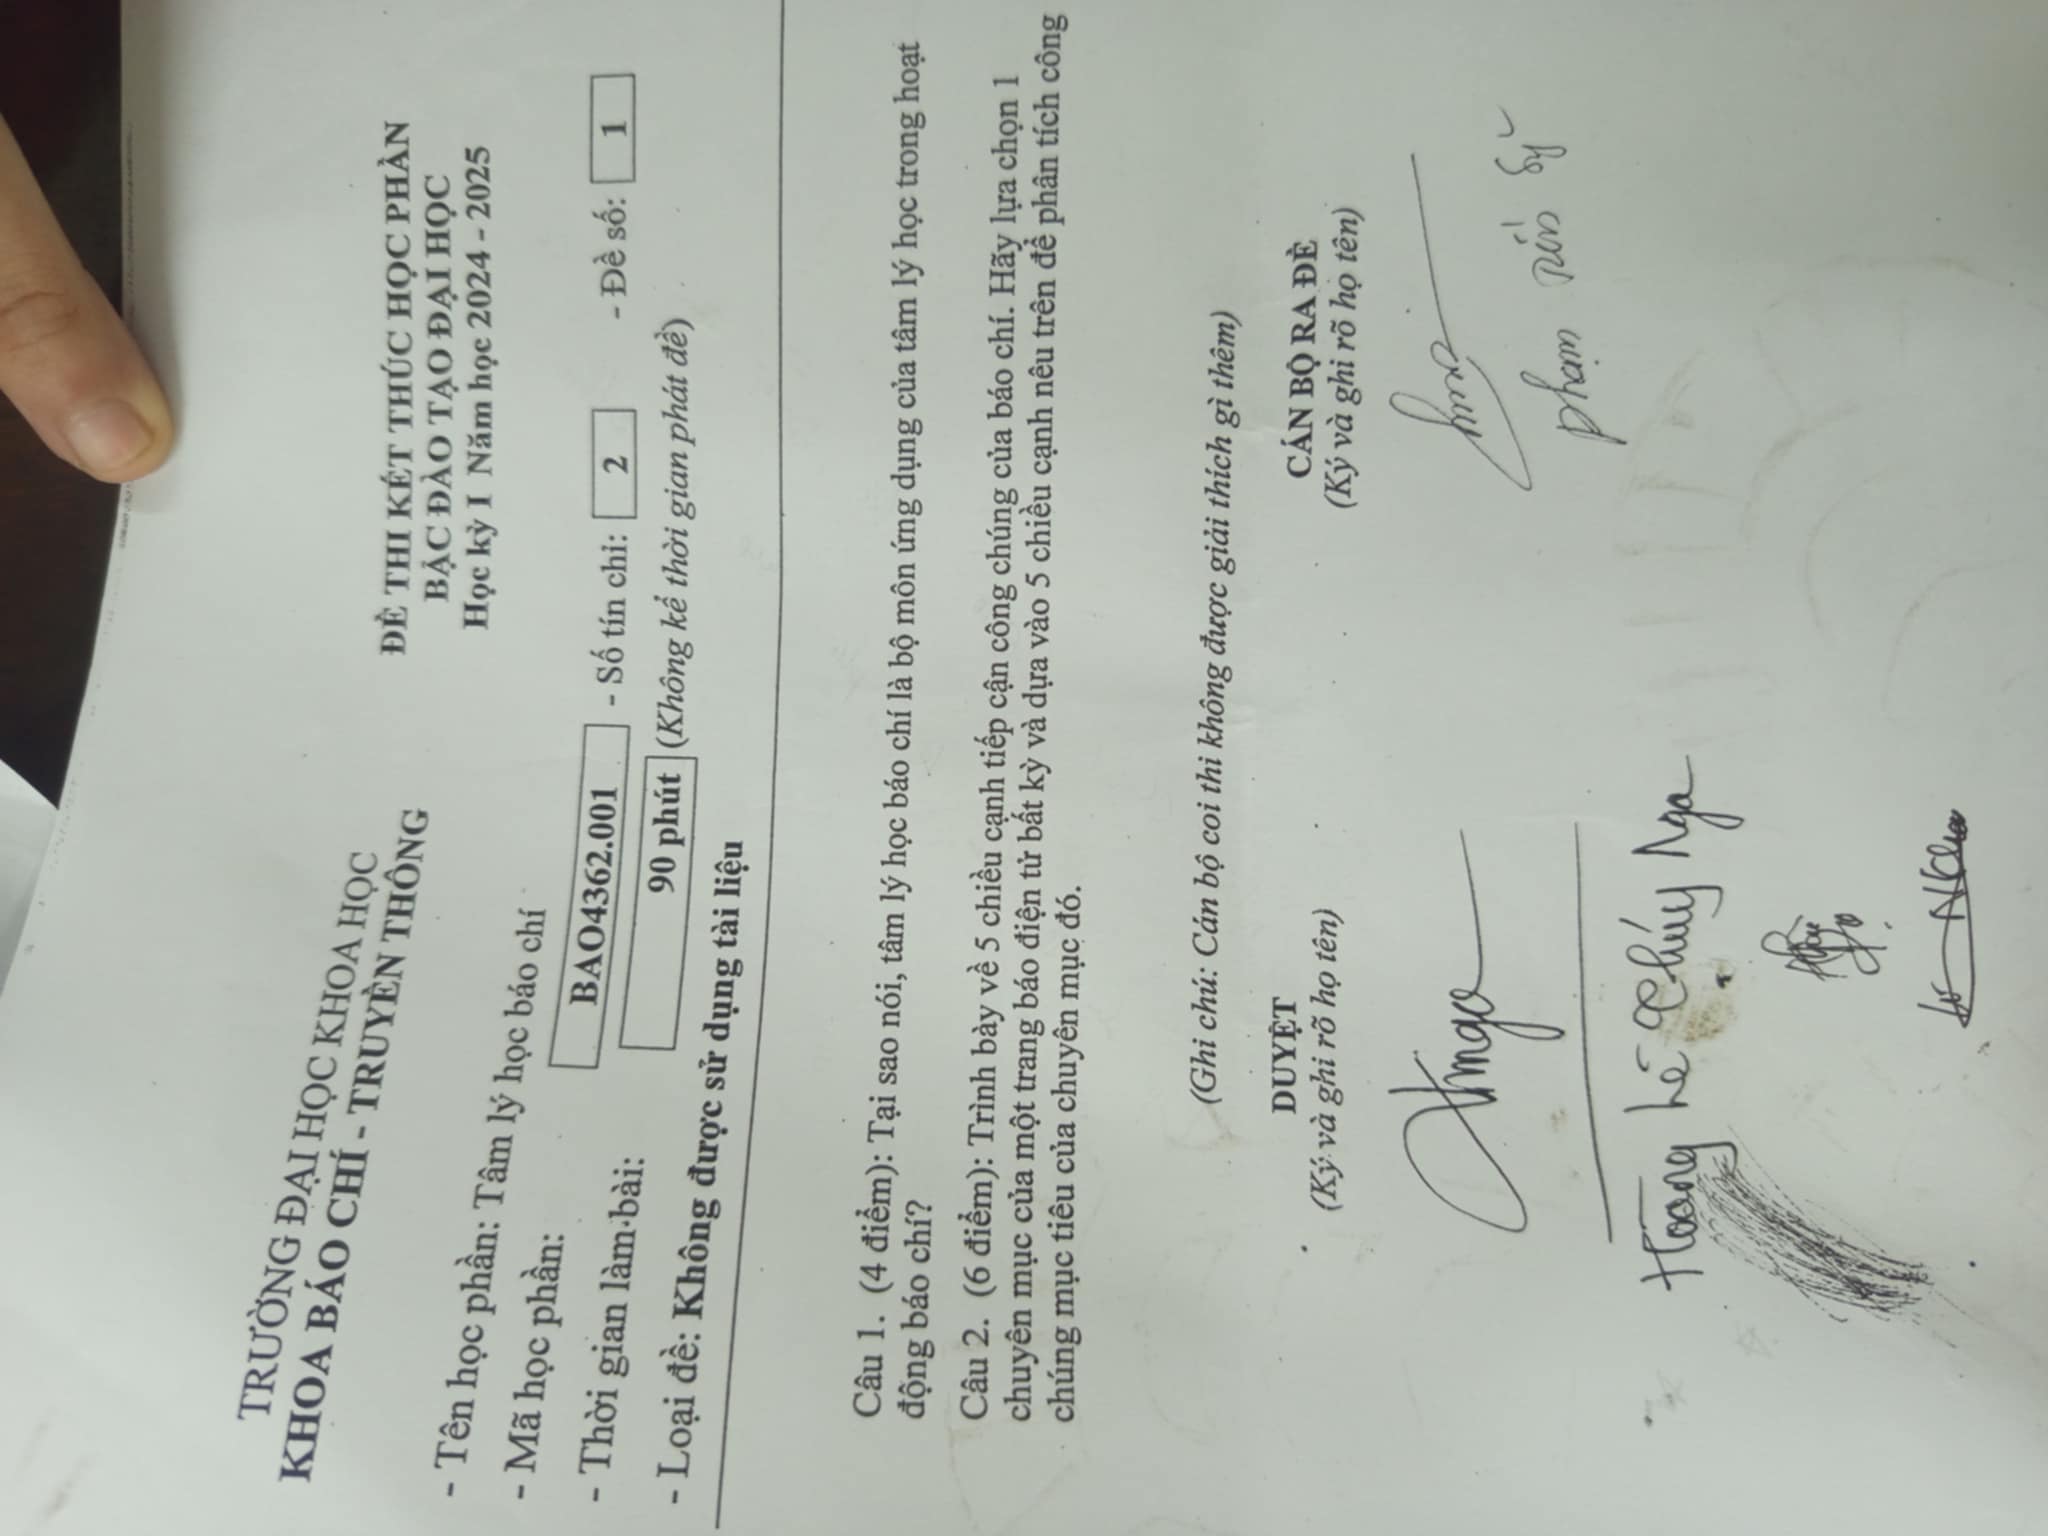 TRƯỜNG ĐẠI HỌC KHOA HỌC
KHOA BÁO CHÍ - TRUYỀN THÔNG
ĐỀ THI KẾT THÚC HỌC PHẦN
BẬC ĐÀO TẠO ĐẠI HỌC
Học kỳ I Năm học 2024 - 2025
- Tên học phần: Tâm lý học báo chí
- Mã học phần: BAO4362.001 - Số tín chỉ: 2 - Đề số: 1
- Thời gian làm bài: 90 phút (Không kể thời gian phát đề)
- Loại đề: Không được sử dụng tài liệu
Câu 1. (4 điểm): Tại sao nói, tâm lý học báo chí là bộ môn ứng dụng của tâm lý học trong hoạt
động báo chí?
Câu 2. (6 điểm): Trình bày về 5 chiều cạnh tiếp cận công chúng của báo chí. Hãy lựa chọn 1
chuyên mục của một trang báo điện tử bất kỳ và dựa vào 5 chiều cạnh nêu trên để phân tích công
chúng mục tiêu của chuyên mục đó.
(Ghi chú: Cán bộ coi thi không được giải thích gì thêm)
DUYỆT
(Ký và ghi rõ họ tên)
CÁN BỘ RA ĐỀ
(Ký và ghi rõ họ tên)
Hoàng Lê Thúy Nga
Phạm